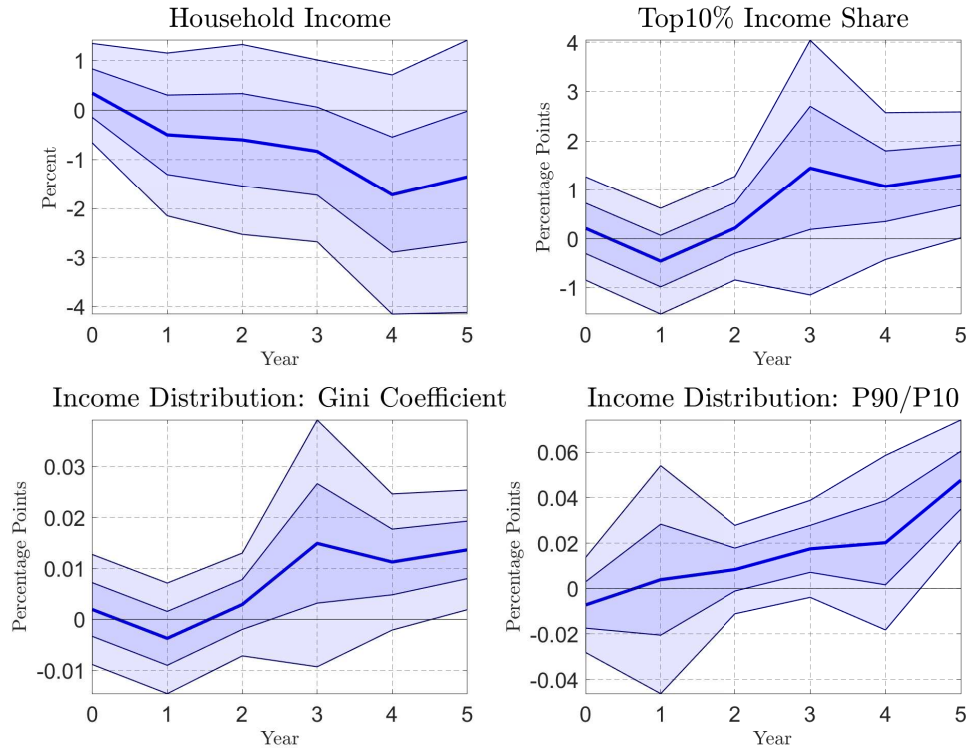 Household Income
Percent
1
0
-1
-2
-3
-4
0 1 2 3 4 5
Year
Top10% Income Share
Percentage Points
4
3
2
1
0
-1
0 1 2 3 4 5
Year
Income Distribution: Gini Coefficient
Percentage Points
0.03
0.02
0.01
0
-0.01
0 1 2 3 4 5
Year
Income Distribution: P90/P10
Percentage Points
0.06
0.04
0.02
0
-0.02
-0.04
0 1 2 3 4 5
Year